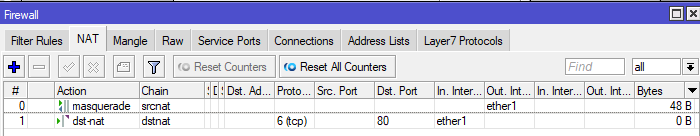 Firewall
Filter Rules NAT Mangle Raw Service Ports Connections Address Lists Layer7 Protocols
Reset Counters Reset All Counters Find all
# Action Chain S D S Dst. Ad... Proto... Src. Port Dst. Port In. Inter... Out. Int... In. Inter... Out. Int... Bytes
0 masquerade srcnat ether1 48 B
1 dst-nat dstnat 6 (tcp) 80 ether1 0 B